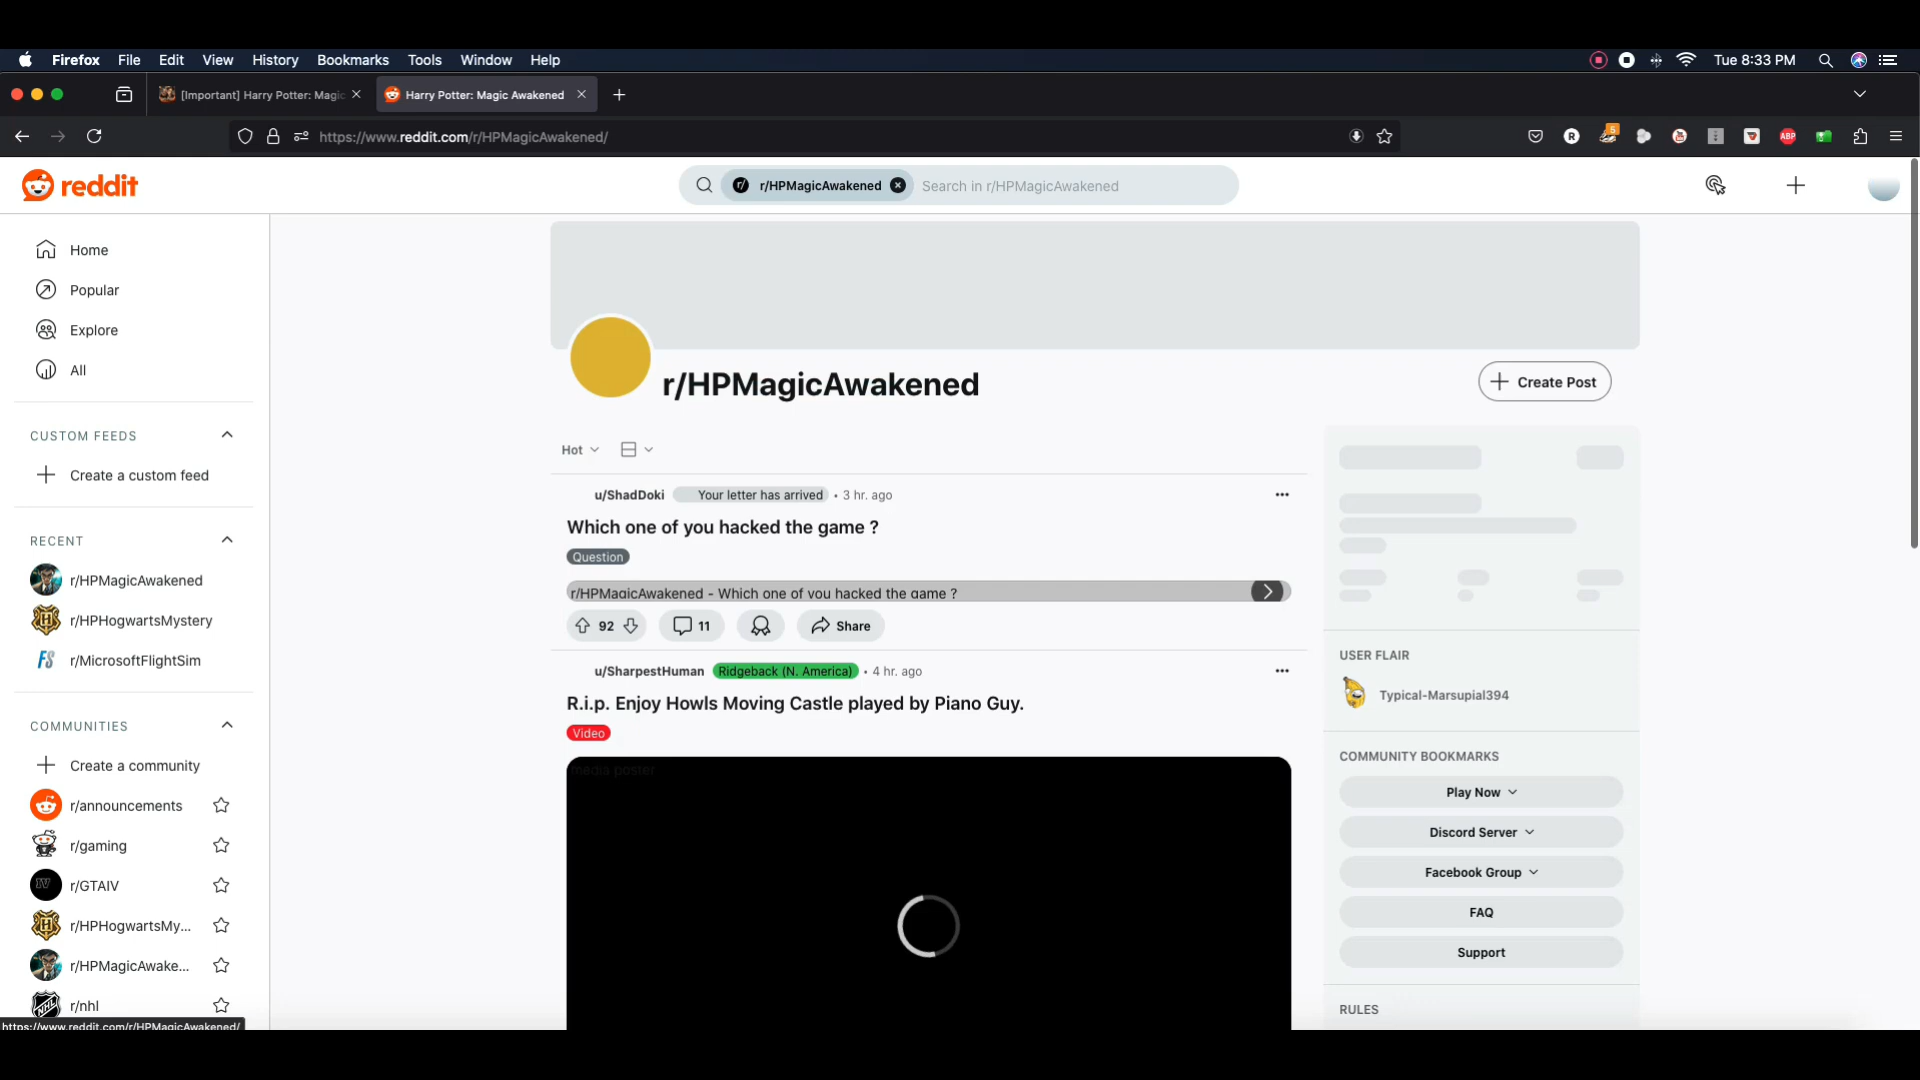 Firefox File Edit View History Bookmarks Tools Window Help
Tue 8:33 PM
[Important] Harry Potter: Magic
Harry Potter: Magic Awakened
https://www.reddit.com/r/HPMagicAwakened/
5
R
ABP
reddit
r/HPMagicAwakened
Search in r/HPMagicAwakened
Home
Popular
Explore
All
CUSTOM FEEDS
Create a custom feed
RECENT
r/HPMagicAwakened
r/HPHogwartsMystery
FS
r/MicrosoftFlightSim
COMMUNITIES
Create a community
r/announcements
r/gaming
IV
r/GTAIV
r/HPHogwartsMy...
r/HPMagicAwake...
r/nhl
https://www.reddit.com/r/HPMagicAwakened/
r/HPMagicAwakened
Create Post
Hot
u/ShadDoki Your letter has arrived • 3 hr. ago
Which one of you hacked the game ?
Question
r/HPMagicAwakened - Which one of you hacked the game ?
92
11
Share
u/SharpestHuman Ridgeback (N. America) • 4 hr. ago
R.i.p. Enjoy Howls Moving Castle played by Piano Guy.
Video
media poster
USER FLAIR
Typical-Marsupial394
COMMUNITY BOOKMARKS
Play Now
Discord Server
Facebook Group
FAQ
Support
RULES